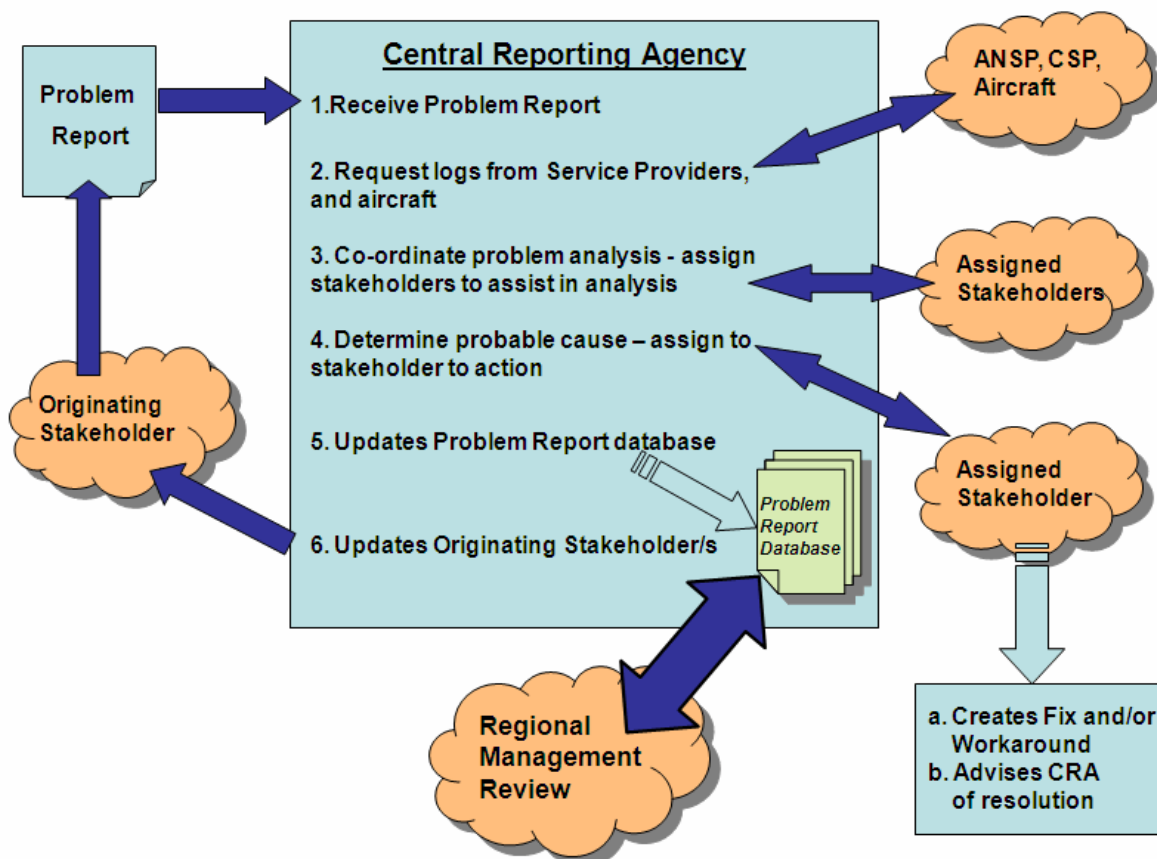 Problem
Report
Central Reporting Agency
1.Receive Problem Report
2. Request logs from Service Providers,
and aircraft
3. Co-ordinate problem analysis - assign
stakeholders to assist in analysis
4. Determine probable cause – assign to
stakeholder to action
5. Updates Problem Report database
6. Updates Originating Stakeholder/s
Problem
Report
Database
ANSP, CSP,
Aircraft
Assigned
Stakeholders
Assigned
Stakeholder
Originating
Stakeholder
Regional
Management
Review
a. Creates Fix and/or
Workaround
b. Advises CRA
of resolution